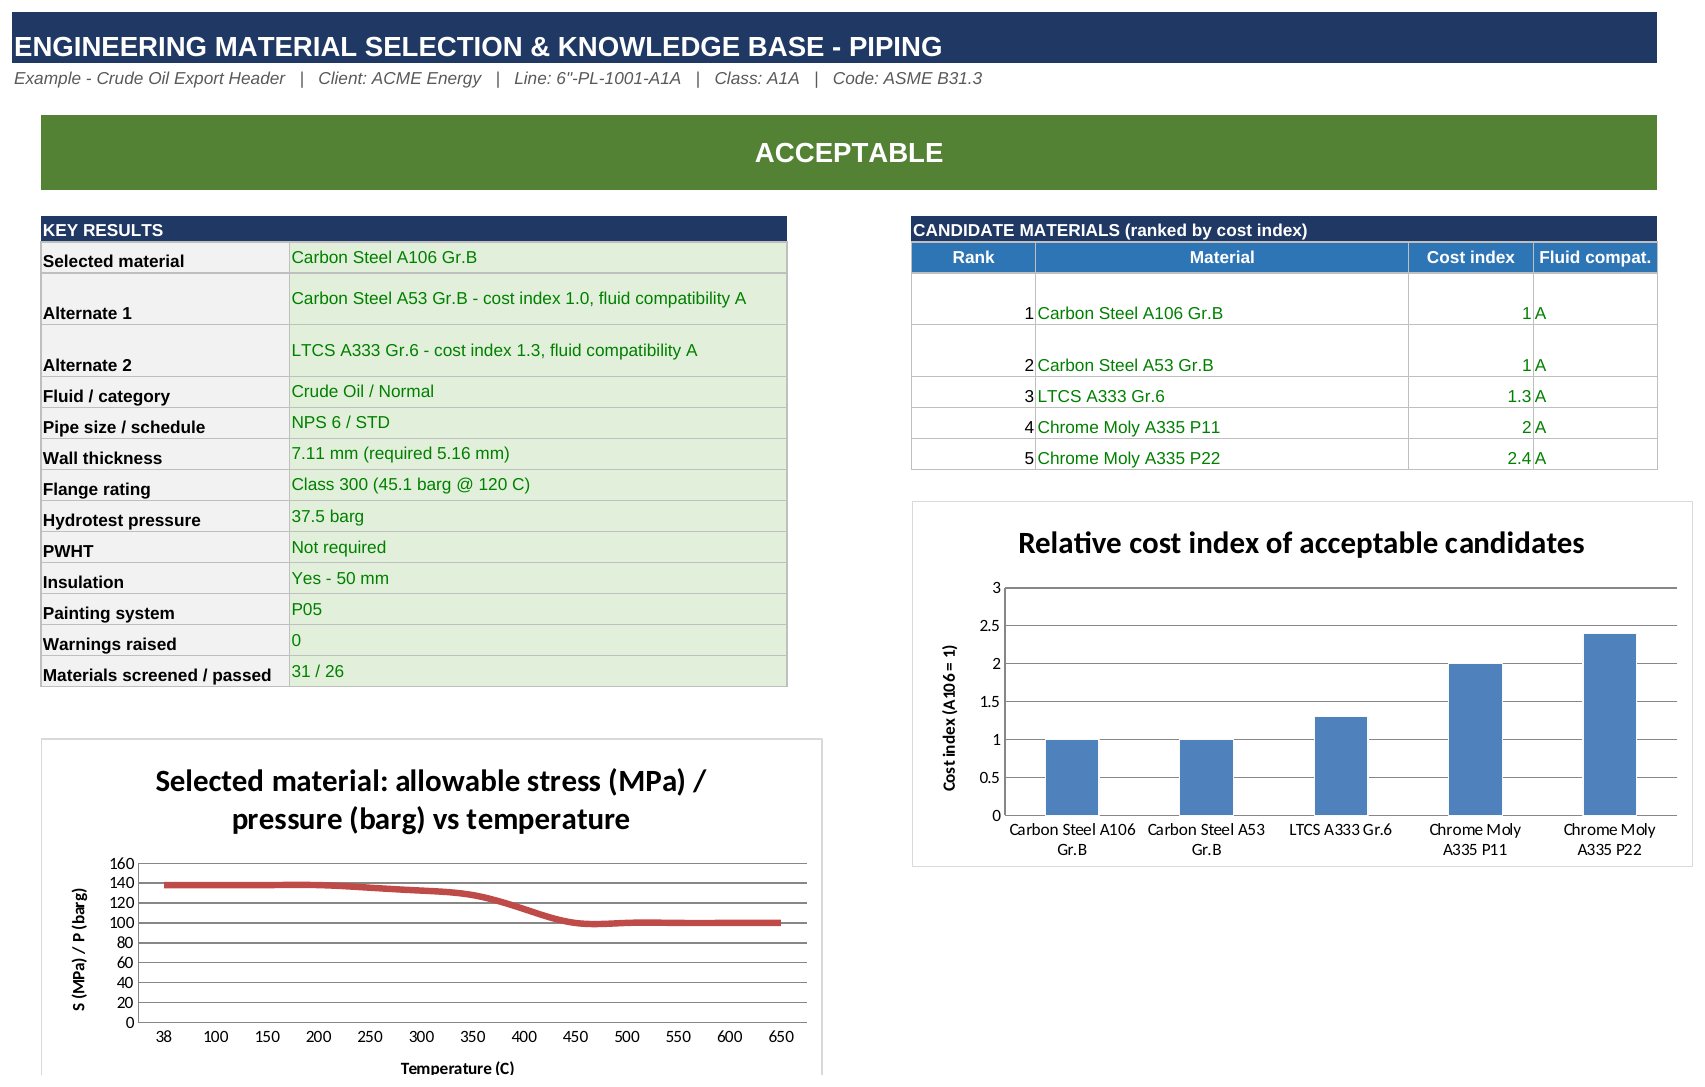 ENGINEERING MATERIAL SELECTION & KNOWLEDGE BASE - PIPING
Example - Crude Oil Export Header | Client: ACME Energy | Line: 6"-PL-1001-A1A | Class: A1A | Code: ASME B31.3
ACCEPTABLE
KEY RESULTS
Selected material Carbon Steel A106 Gr.B
Alternate 1 Carbon Steel A53 Gr.B - cost index 1.0, fluid compatibility A
Alternate 2 LTCS A333 Gr.6 - cost index 1.3, fluid compatibility A
Fluid / category Crude Oil / Normal
Pipe size / schedule NPS 6 / STD
Wall thickness 7.11 mm (required 5.16 mm)
Flange rating Class 300 (45.1 barg @ 120 C)
Hydrotest pressure 37.5 barg
PWHT Not required
Insulation Yes - 50 mm
Painting system P05
Warnings raised 0
Materials screened / passed 31 / 26
CANDIDATE MATERIALS (ranked by cost index)
Rank Material Cost index Fluid compat.
1 Carbon Steel A106 Gr.B 1 A
2 Carbon Steel A53 Gr.B 1 A
3 LTCS A333 Gr.6 1.3 A
4 Chrome Moly A335 P11 2 A
5 Chrome Moly A335 P22 2.4 A
Relative cost index of acceptable candidates
Cost index (A106 = 1)
3
2.5
2
1.5
1
0.5
0
Carbon Steel A106 Carbon Steel A53 LTCS A333 Gr.6 Chrome Moly Chrome Moly
Gr.B Gr.B A335 P11 A335 P22
Selected material: allowable stress (MPa) /
pressure (barg) vs temperature
S (MPa) / P (barg)
160
140
120
100
80
60
40
20
0
38 100 150 200 250 300 350 400 450 500 550 600 650
Temperature (C)